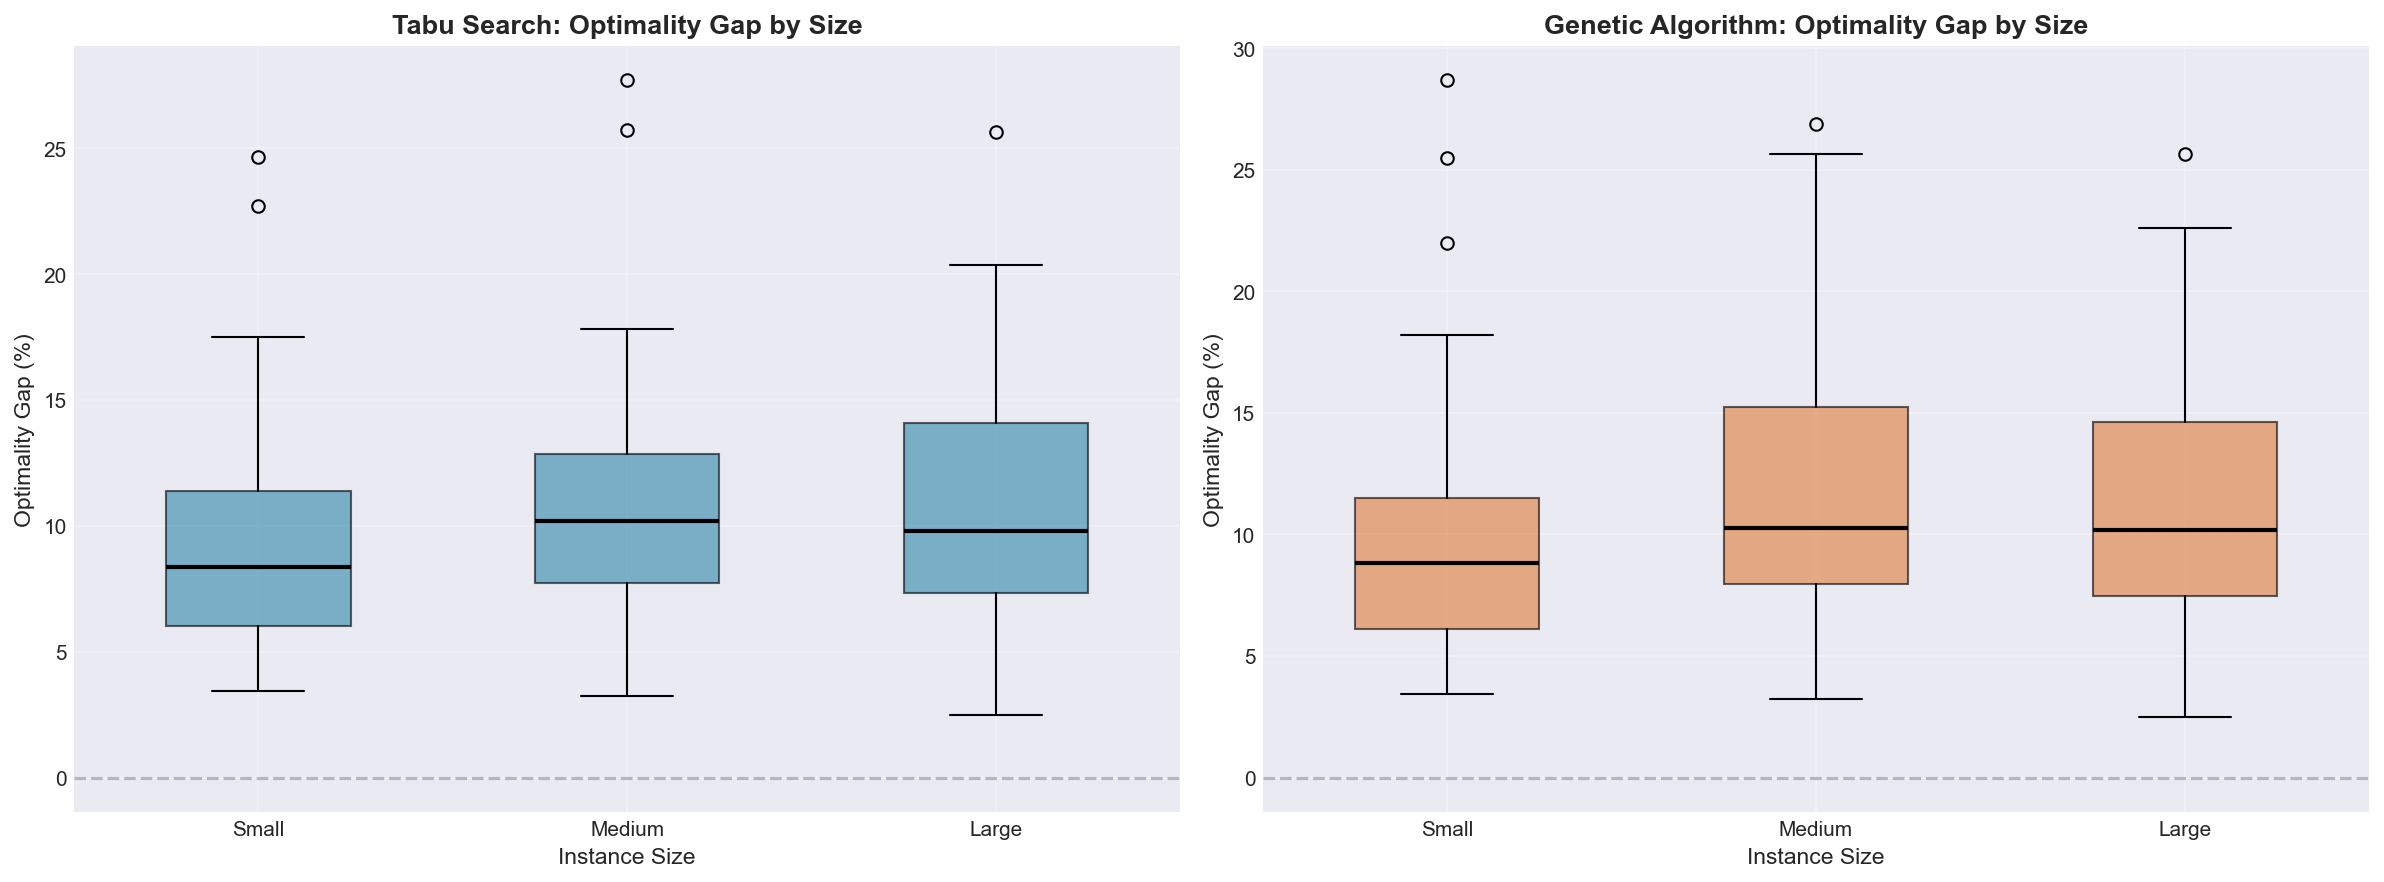 Tabu Search: Optimality Gap by Size
Optimality Gap (%)
25
20
15
10
5
0
Small
Medium
Large
Instance Size
Genetic Algorithm: Optimality Gap by Size
Optimality Gap (%)
30
25
20
15
10
5
0
Small
Medium
Large
Instance Size